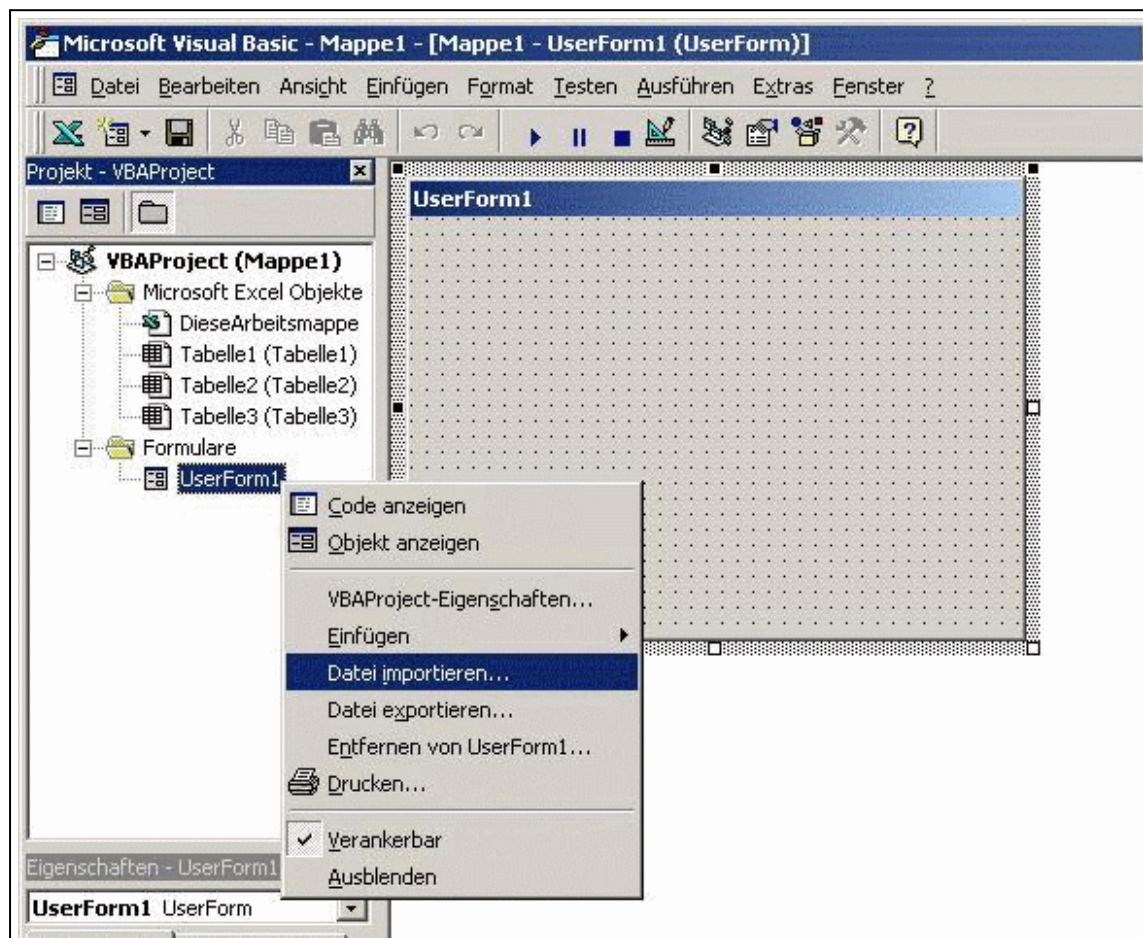 Microsoft Visual Basic - Mappe1 - [Mappe1 - UserForm1 (UserForm)]
Datei Bearbeiten Ansicht Einfügen Format Testen Ausführen Extras Fenster ?
Projekt - VBAProject
UserForm1
VBAProject (Mappe1)
Microsoft Excel Objekte
DieseArbeitsmappe
Tabelle1 (Tabelle1)
Tabelle2 (Tabelle2)
Tabelle3 (Tabelle3)
Formulare
UserForm1
Code anzeigen
Objekt anzeigen
VBAProject-Eigenschaften...
Einfügen
Datei importieren...
Datei exportieren...
Entfernen von UserForm1...
Drucken...
Verankerbar
Ausblenden
Eigenschaften - UserForm1
UserForm1 UserForm